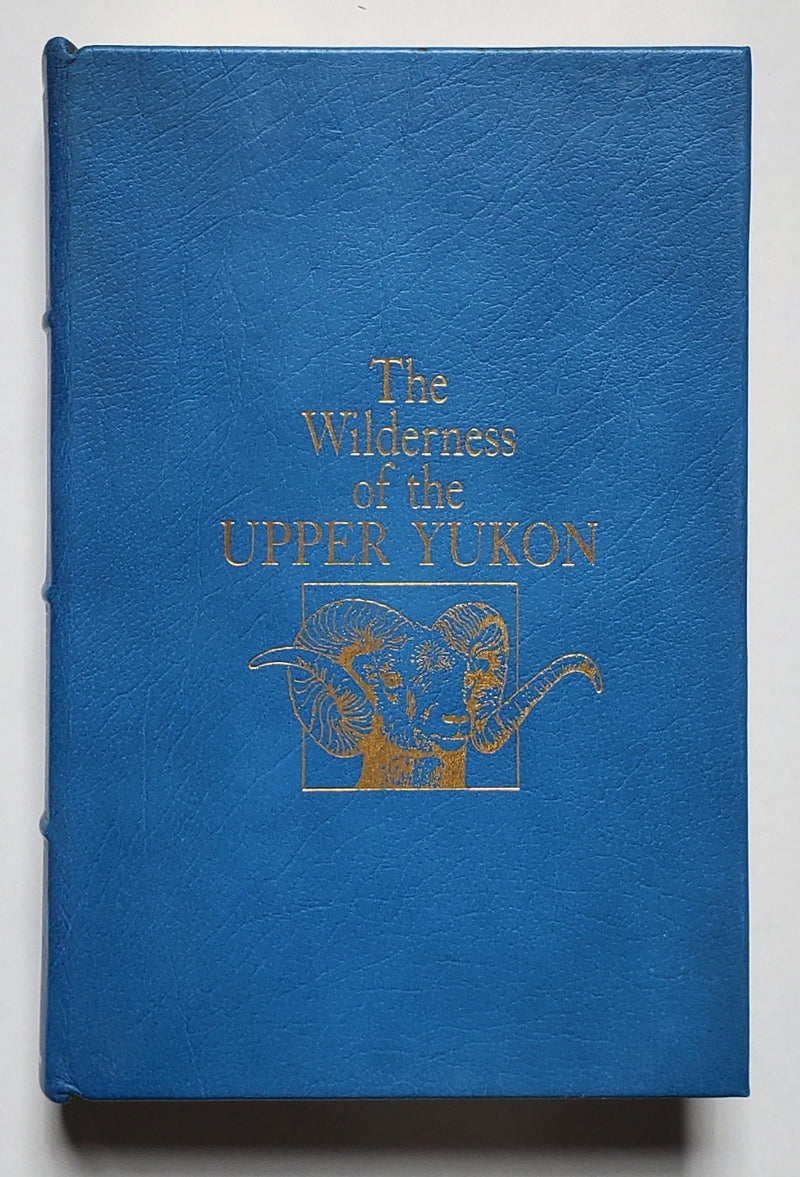 The
Wilderness
of the
UPPER YUKON